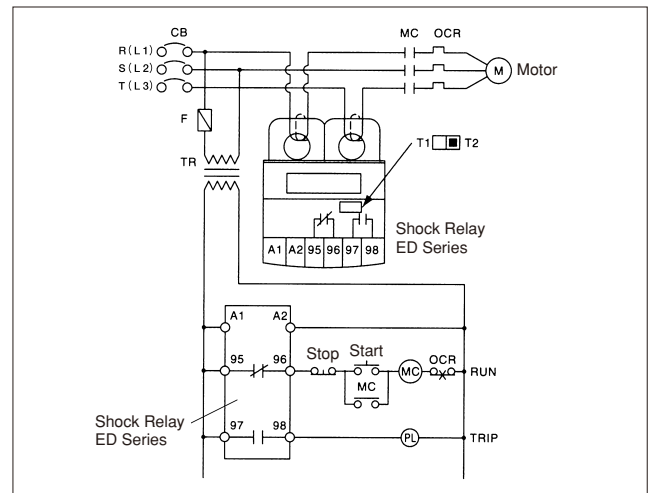 CB
MC OCR
R(L1)
S(L2)
T(L3)
M Motor
F
TR
T1 T2
Shock Relay
ED Series
A1 A2 95 96 97 98
A1 A2
95 96 Stop Start MC OCR RUN
MC
Shock Relay
ED Series
97 98 PL TRIP